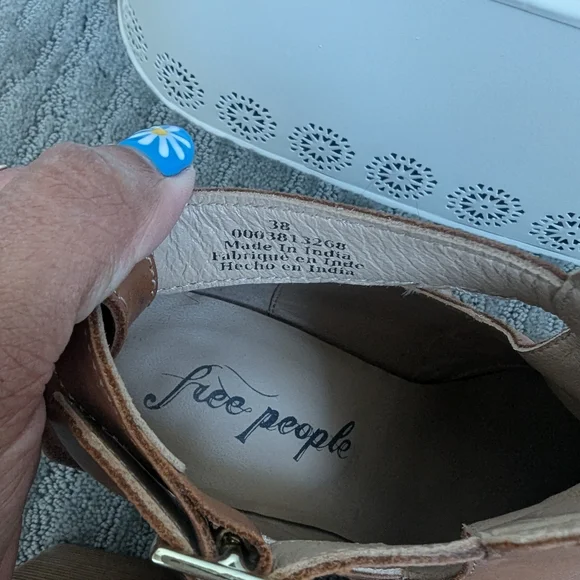 38
0003813268
Made In India
Fabriqué en Inde
Hecho en India
free people